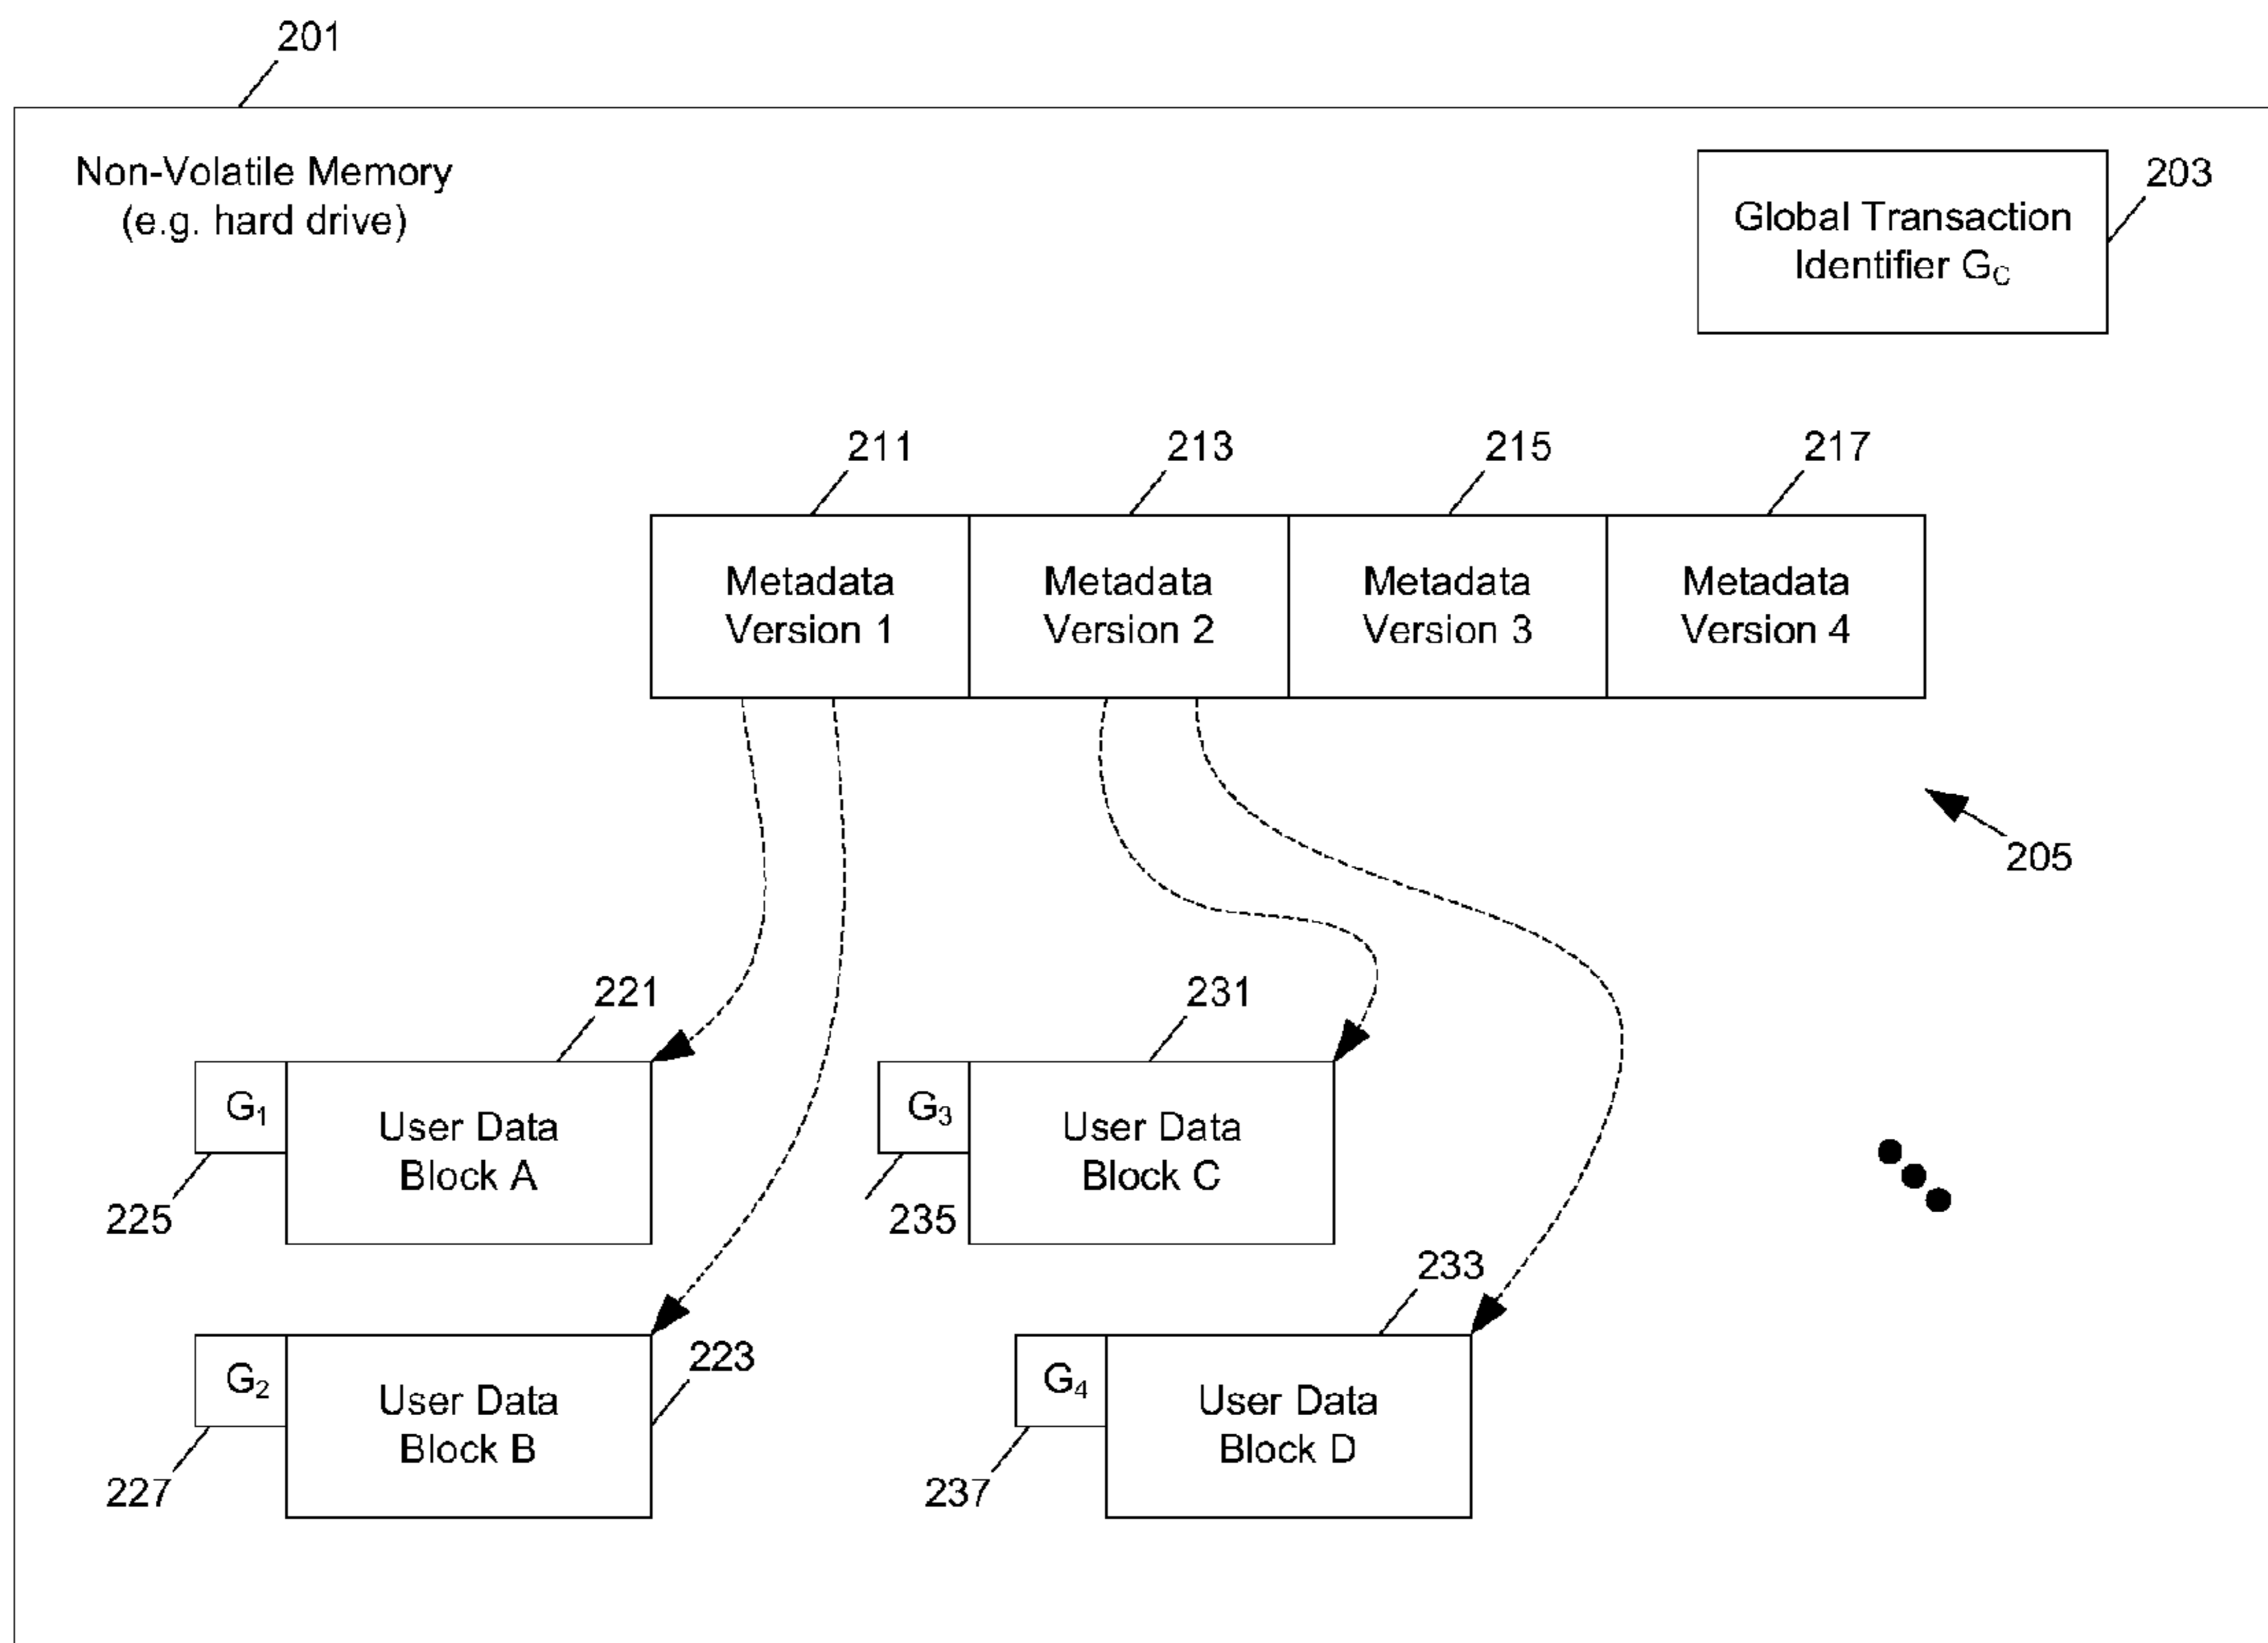 201
Non-Volatile Memory
(e.g. hard drive)
203
Global Transaction
Identifier G_C
211
213
215
217
Metadata
Version 1
Metadata
Version 2
Metadata
Version 3
Metadata
Version 4
205
221
231
G₁
User Data
Block A
G₃
User Data
Block C
225
235
233
223
G₂
User Data
Block B
G₄
User Data
Block D
227
237